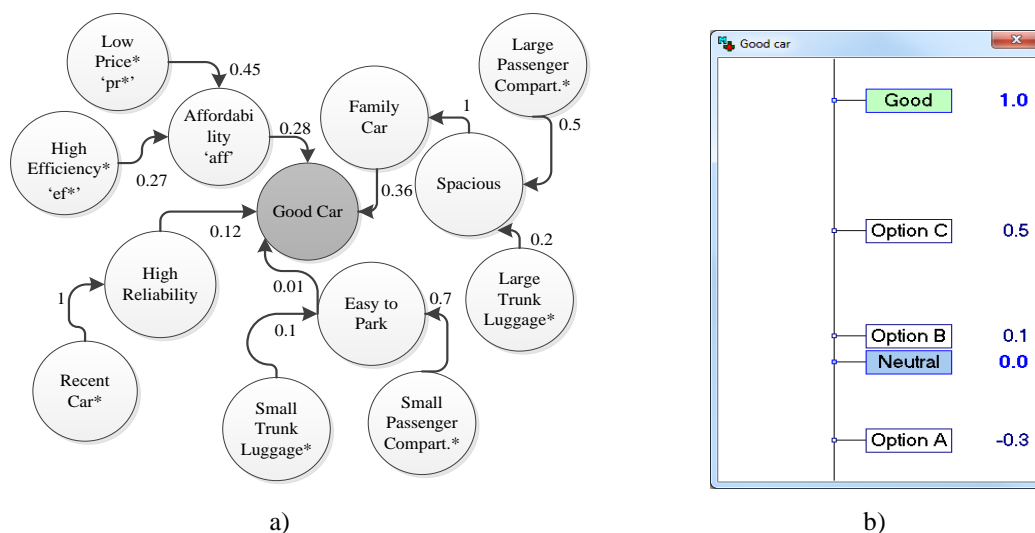 Low
Price*
‘pr*’
0.45
High
Efficiency*
‘ef*’
0.27
Affordabi
lity
‘aff’
0.28
Family
Car
1
Large
Passenger
Compart.*
0.5
0.36
Spacious
0.2
Large
Trunk
Luggage*
Good Car
0.12
High
Reliability
1
Recent
Car*
0.01
Easy to
Park
0.1
0.7
Small
Trunk
Luggage*
Small
Passenger
Compart.*
a)
Good car
Good 1.0
Option C 0.5
Option B 0.1
Neutral 0.0
Option A -0.3
b)